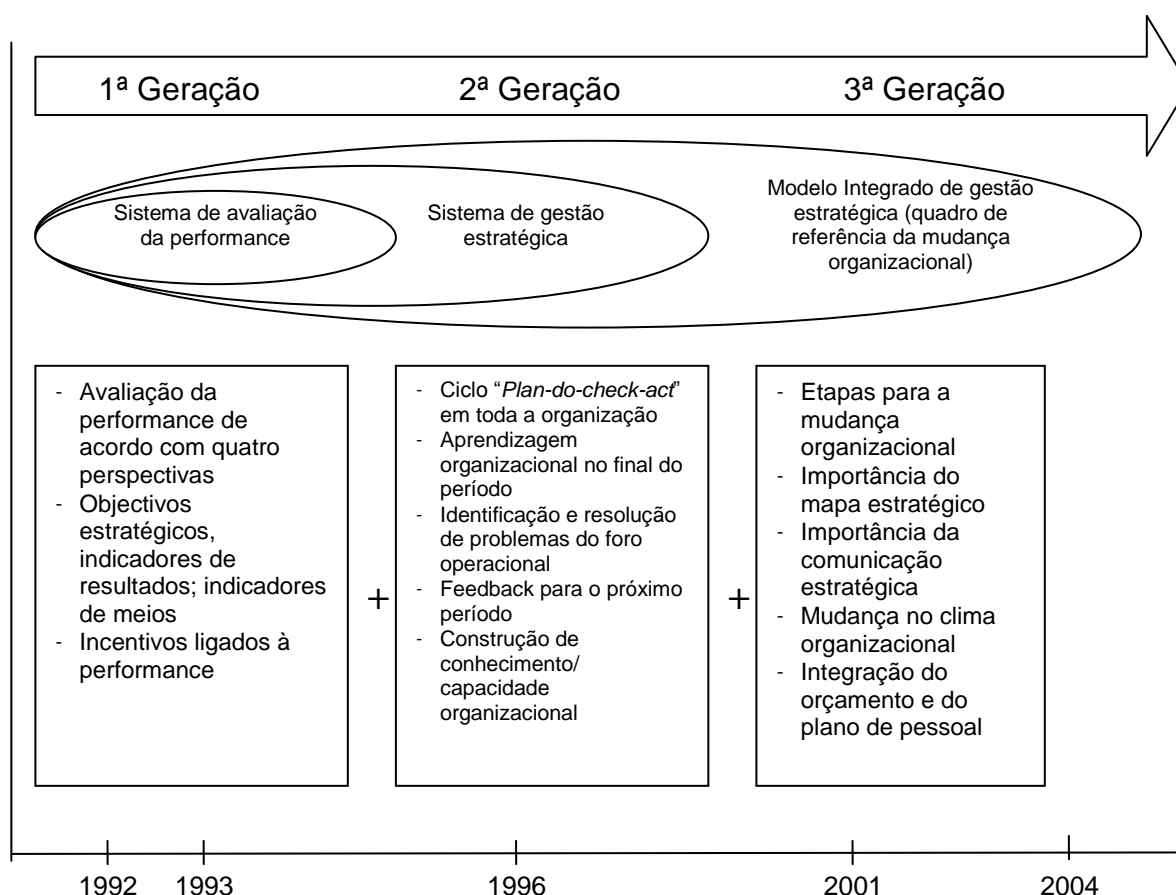 1ª Geração
2ª Geração
3ª Geração
Sistema de avaliação
da performance
Sistema de gestão
estratégica
Modelo Integrado de gestão
estratégica (quadro de
referência da mudança
organizacional)
- Avaliação da
performance de
acordo com quatro
perspectivas
- Objectivos
estratégicos,
indicadores de
resultados; indicadores
de meios
- Incentivos ligados à
performance
+
- Ciclo “Plan-do-check-act”
em toda a organização
- Aprendizagem
organizacional no final do
período
- Identificação e resolução
de problemas do foro
operacional
- Feedback para o próximo
período
- Construção de
conhecimento/
capacidade
organizacional
+
- Etapas para a
mudança
organizacional
- Importância do
mapa estratégico
- Importância da
comunicação
estratégica
- Mudança no clima
organizacional
- Integração do
orçamento e do
plano de pessoal
1992
1993
1996
2001
2004